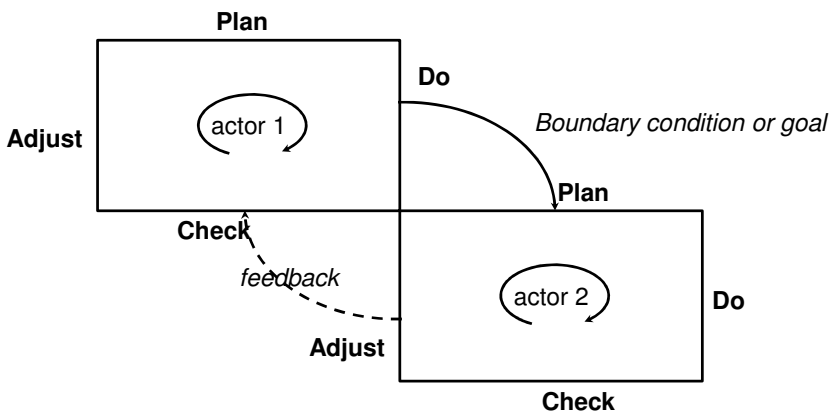 Plan
Do
actor 1
Boundary condition or goal
Adjust
Plan
Check
feedback
actor 2
Do
Adjust
Check